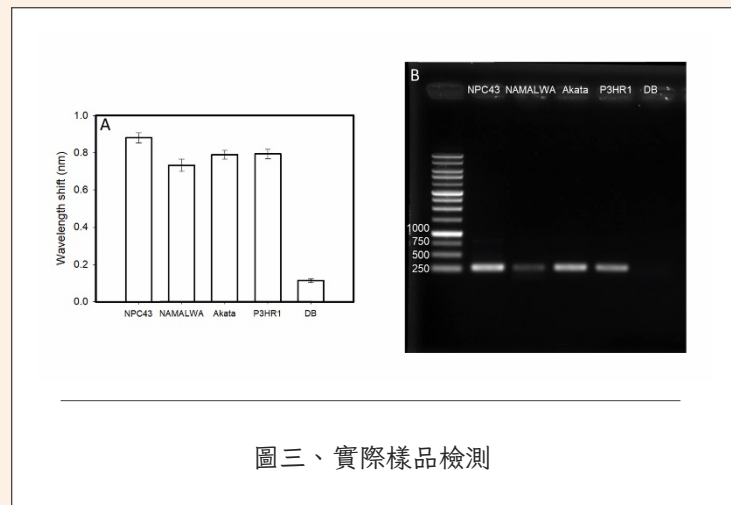 A
Wavelength shift (nm)
1.0
0.8
0.6
0.4
0.2
0.0
NPC43 NAMALWA Akata P3HR1 DB
B
NPC43 NAMALWA Akata P3HR1 DB
1000
750
500
250
圖三、實際樣品檢測